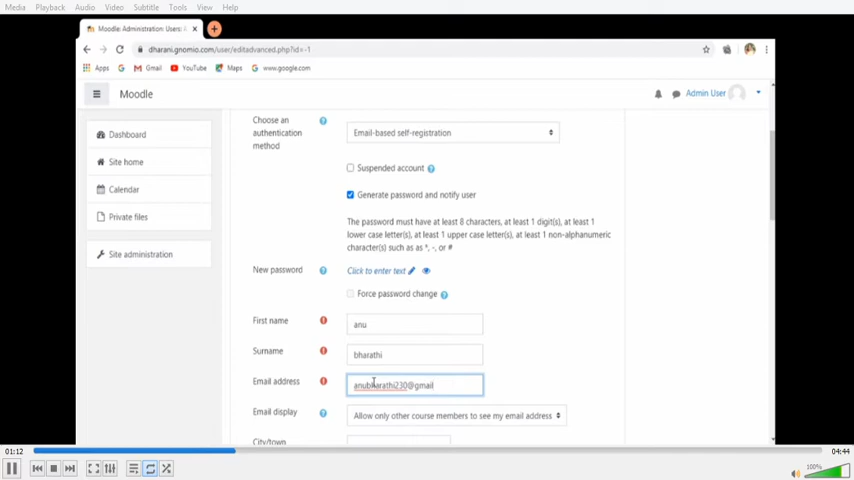 Media Playback Audio Video Subtitle Tools View Help
Moodle: Administration: Users: 
dharani.gnomio.com/user/editadvanced.php?id=-1
Apps Gmail YouTube Maps www.google.com
Moodle
Admin User
Choose an
authentication
method
Email-based self-registration
Dashboard
Site home
Calendar
Private files
Site administration
Suspended account
Generate password and notify user
The password must have at least 8 characters, at least 1 digit(s), at least 1
lower case letter(s), at least 1 upper case letter(s), at least 1 non-alphanumeric
character(s) such as as *, -, or #
New password Click to enter text
Force password change
First name anu
Surname bharathi
Email address anubharathi230@gmail
Email display Allow only other course members to see my email address
City/town
01:12 04:44
100%